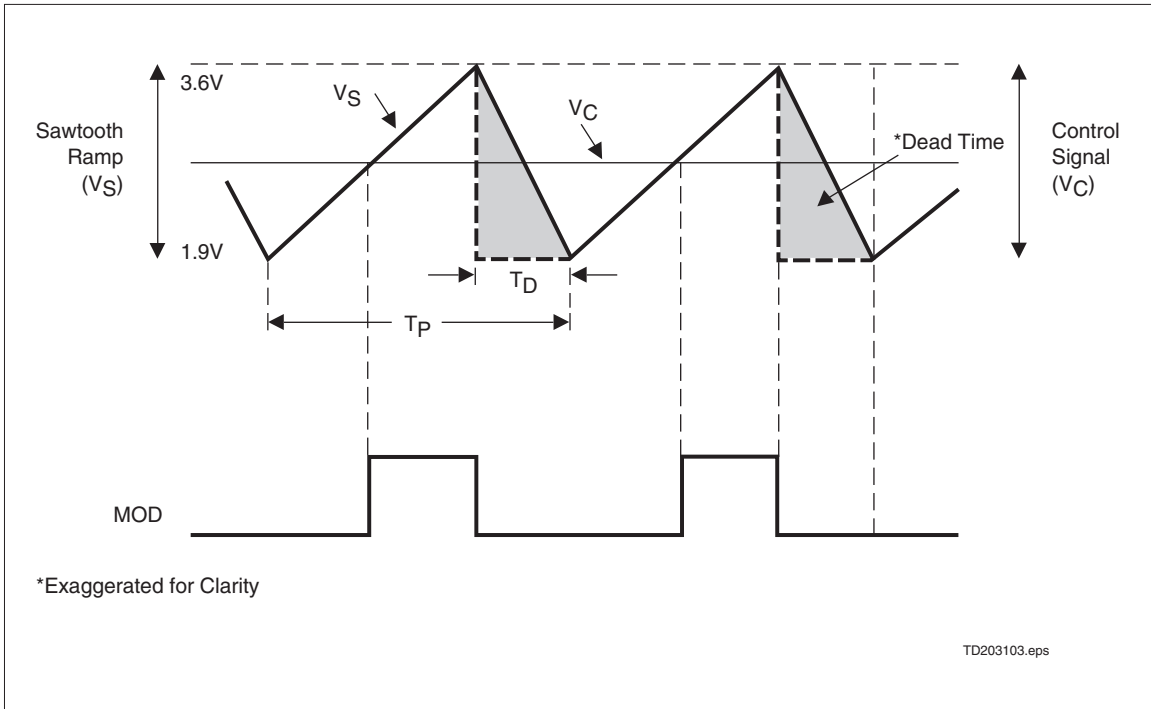 3.6V
VS
VC
Sawtooth
Ramp
(VS)
*Dead Time
Control
Signal
(VC)
1.9V
TD
TP
MOD
*Exaggerated for Clarity
TD203103.eps